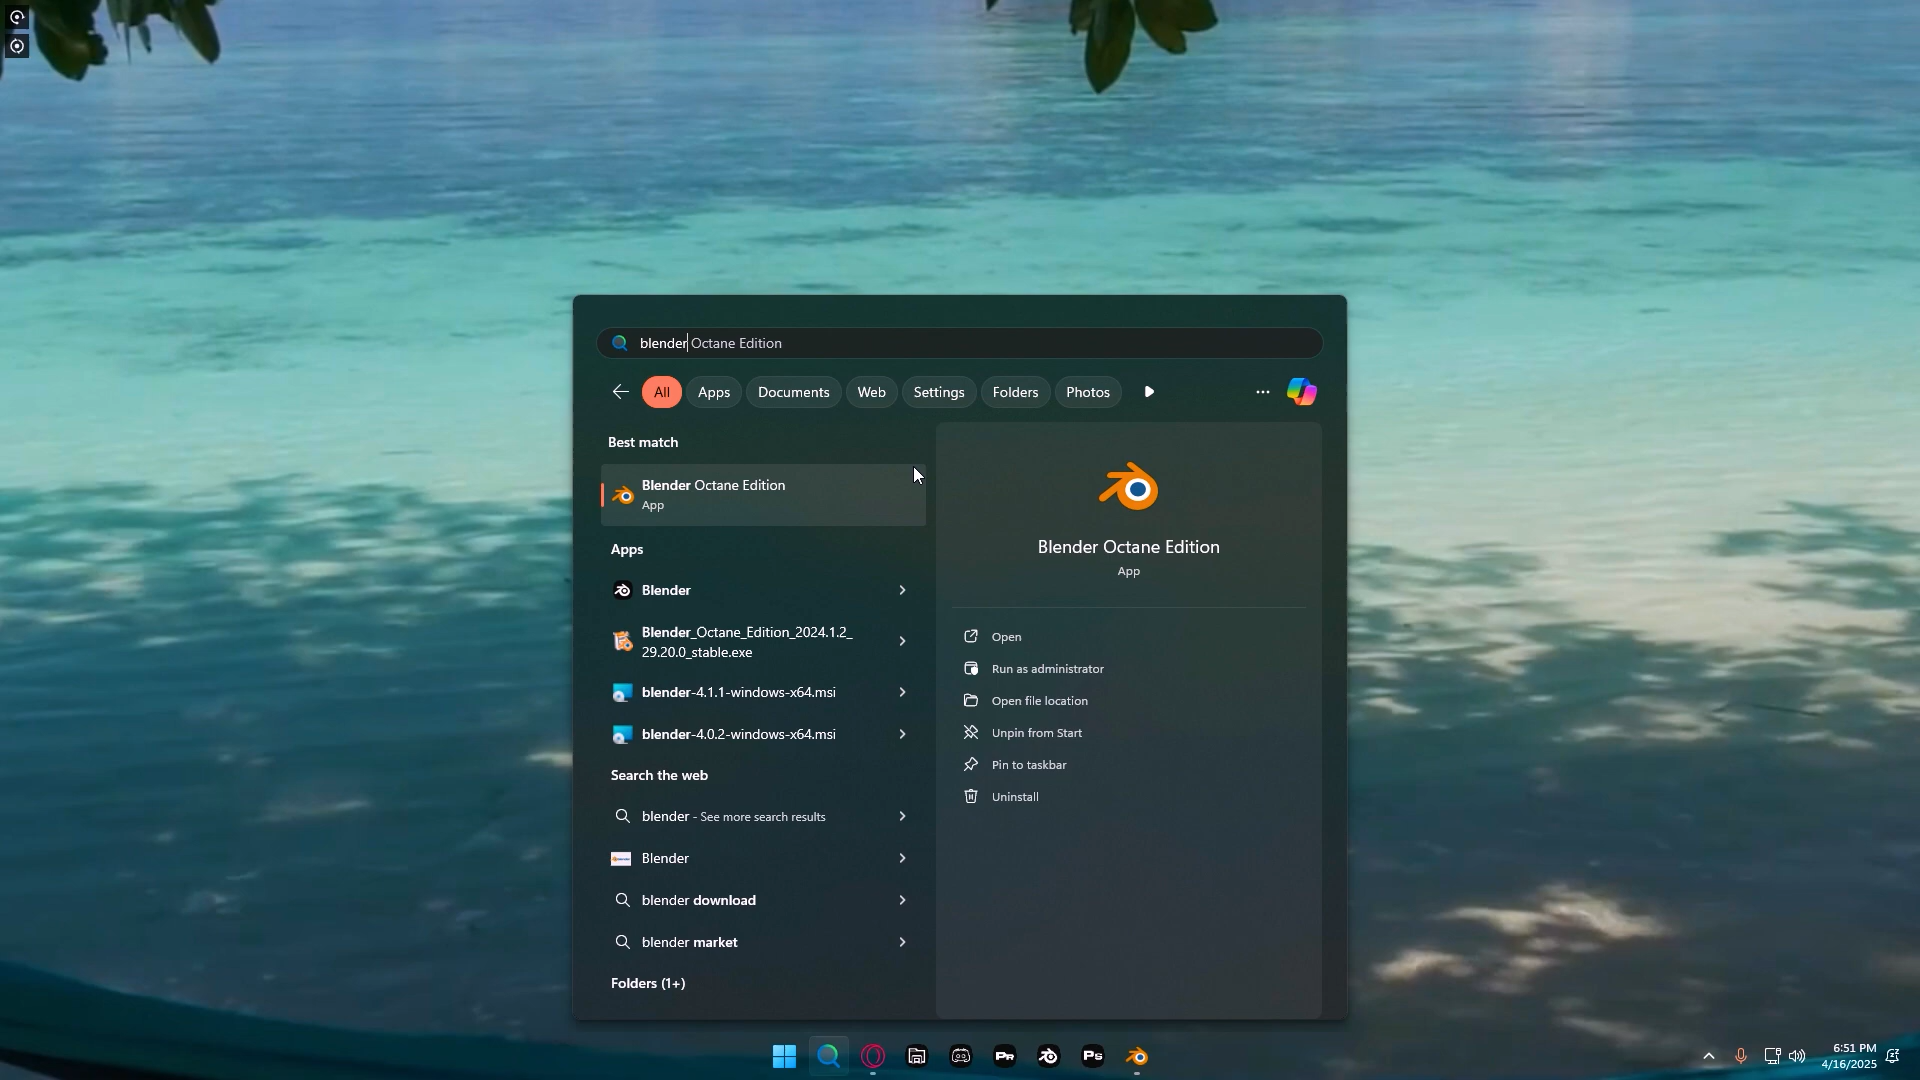 blender Octane Edition
All
Apps
Documents
Web
Settings
Folders
Photos
Best match
Blender Octane Edition
App
Apps
Blender
Blender_Octane_Edition_2024.1.2_
29.20.0_stable.exe
blender-4.1.1-windows-x64.msi
blender-4.0.2-windows-x64.msi
Search the web
blender - See more search results
Blender
blender download
blender market
Folders (1+)
Blender Octane Edition
App
Open
Run as administrator
Open file location
Unpin from Start
Pin to taskbar
Uninstall
Pr
Ps
6:51 PM
4/16/2025